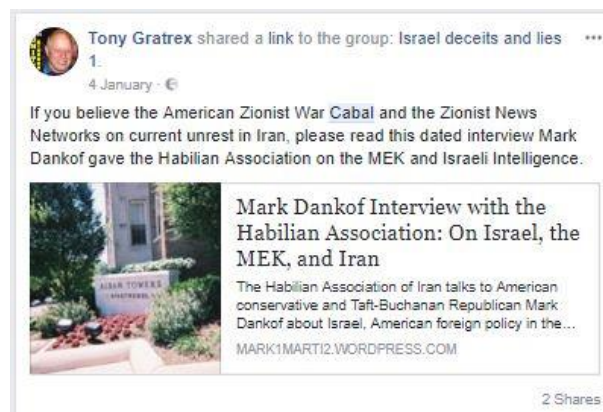 Tony Gratrex shared a link to the group: Israel deceits and lies
1.
4 January
If you believe the American Zionist War Cabal and the Zionist News
Networks on current unrest in Iran, please read this dated interview Mark
Dankof gave the Habilian Association on the MEK and Israeli Intelligence.
ALBAN TOWERS
Mark Dankof Interview with the
Habilian Association: On Israel, the
MEK, and Iran
The Habilian Association of Iran talks to American
conservative and Taft-Buchanan Republican Mark
Dankof about Israel, American foreign policy in the...
MARK1MARTI2.WORDPRESS.COM
2 Shares